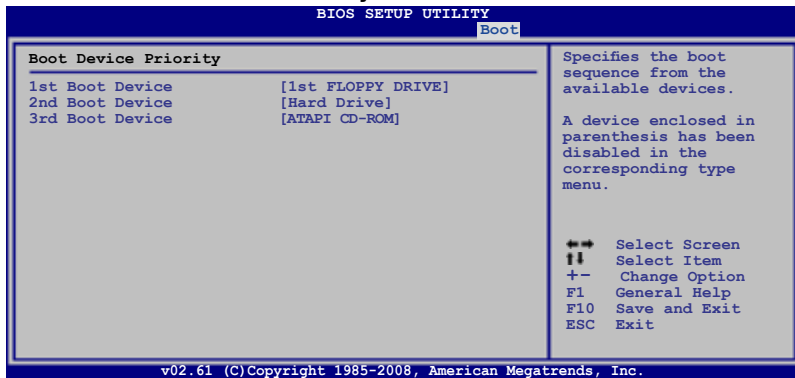 BIOS SETUP UTILITY
Boot
Boot Device Priority
1st Boot Device [1st FLOPPY DRIVE]
2nd Boot Device [Hard Drive]
3rd Boot Device [ATAPI CD-ROM]
Specifies the boot
sequence from the
available devices.
A device enclosed in
parenthesis has been
disabled in the
corresponding type
menu.
←→ Select Screen
↑↓ Select Item
+- Change Option
F1 General Help
F10 Save and Exit
ESC Exit
v02.61 (C)Copyright 1985-2008, American Megatrends, Inc.